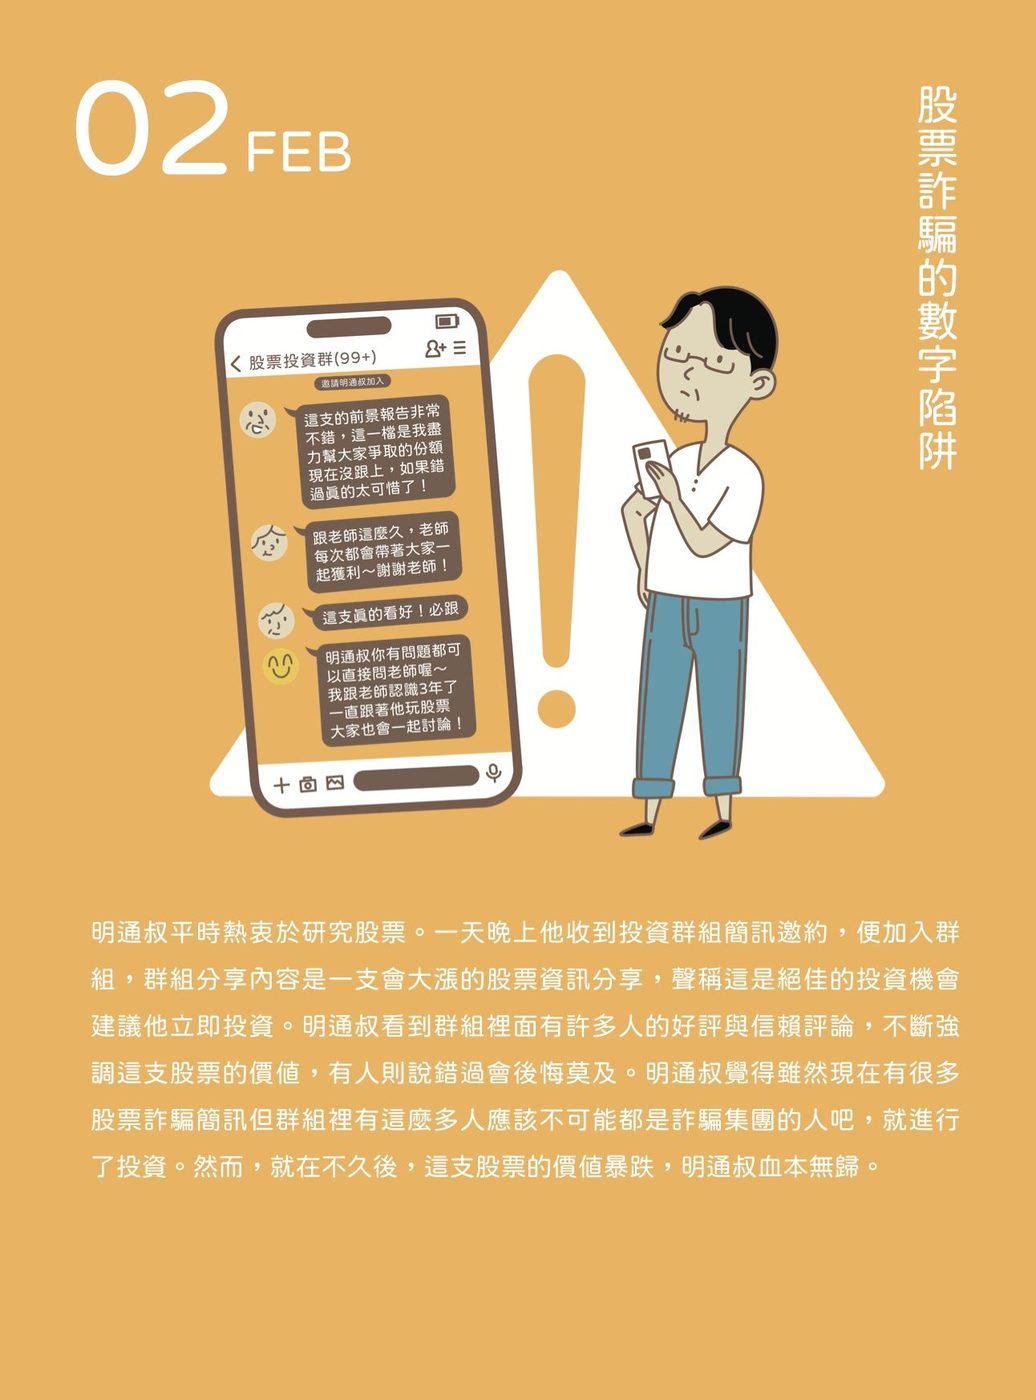 02 FEB
股票詐騙的數字陷阱
股票投資群(99+)
邀請明通叔加入
這支的前景報告非常
不錯，這一檔是我盡
力幫大家爭取的份額
現在沒跟上，如果錯
過真的太可惜了！
跟老師這麼久，老師
每次都會帶著大家一
起獲利～謝謝老師！
這支真的看好！必跟
明通叔你有問題都可
以直接問老師喔～
我跟老師認識3年了
一直跟著他玩股票
大家也會一起討論！
明通叔平時熱衷於研究股票。一天晚上他收到投資群組簡訊邀約，便加入群
組，群組分享內容是一支會大漲的股票資訊分享，聲稱這是絕佳的投資機會
建議他立即投資。明通叔看到群組裡面有許多人的好評與信賴評論，不斷強
調這支股票的價值，有人則說錯過會後悔莫及。明通叔覺得雖然現在有很多
股票詐騙簡訊但群組裡有這麼多人應該不可能都是詐騙集團的人吧，就進行
了投資。然而，就在不久後，這支股票的價值暴跌，明通叔血本無歸。